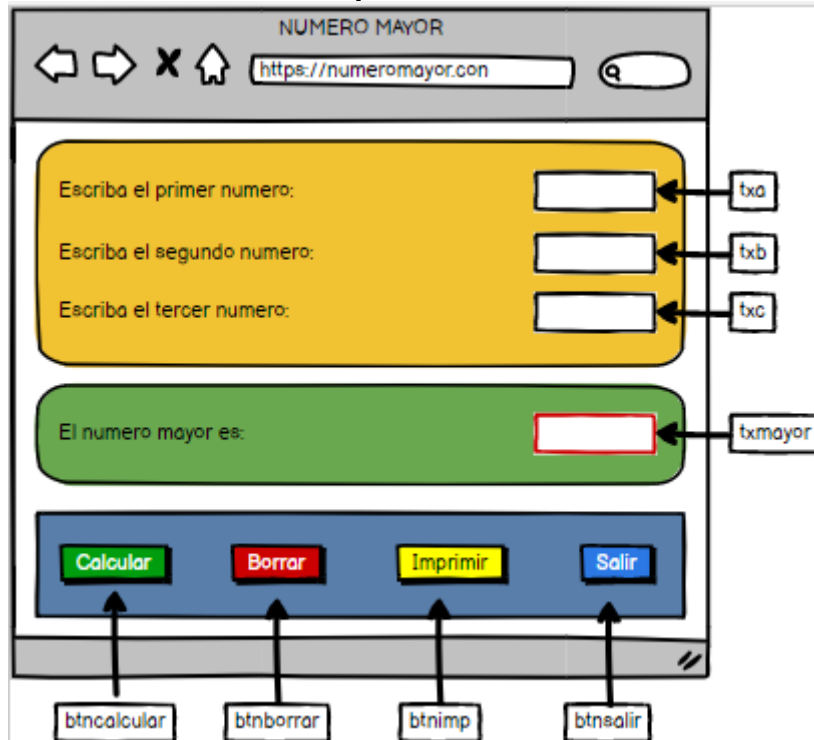 NUMERO MAYOR
https://numeromayor.con
Escriba el primer numero:
txa
Escriba el segundo numero:
txb
Escriba el tercer numero:
txc
El numero mayor es:
txmayor
Calcular
Borrar
Imprimir
Salir
btncalcular
btnborrar
btnimp
btnsalir